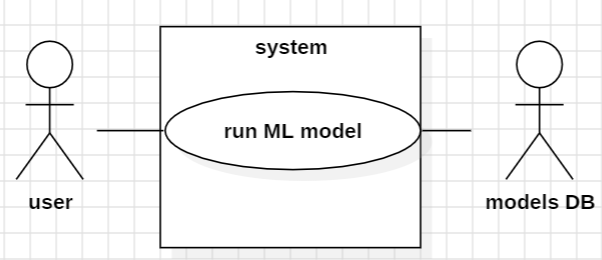 system
run ML model
user
models DB